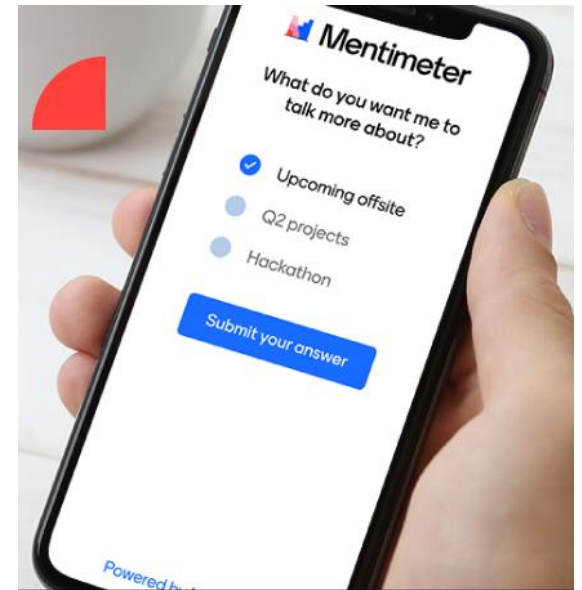 Mentimeter
What do you want me to
talk more about?
Upcoming offsite
Q2 projects
Hackathon
Submit your answer
Powered by